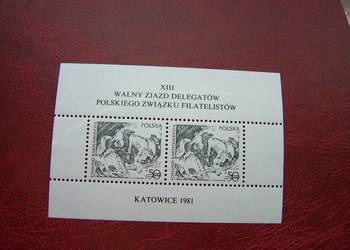 XIII
WALNY ZJAZD DELEGATÓW
POLSKIEGO ZWIĄZKU FILATELISTÓW
POLSKA POLSKA
50 50
KATOWICE 1981